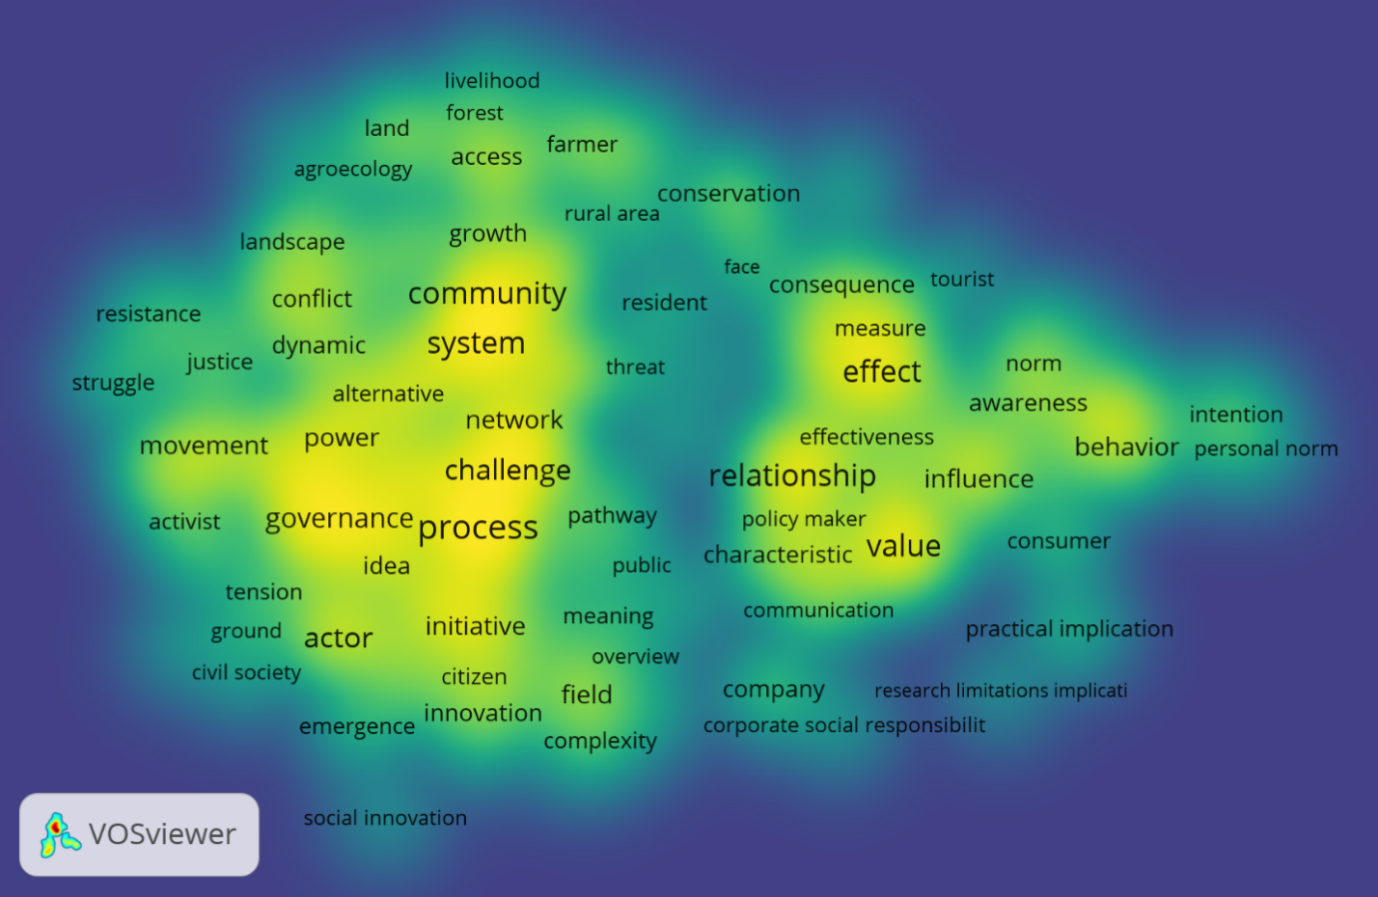 livelihood
forest
land
farmer
access
agroecology
conservation
rural area
growth
landscape
face
tourist
consequence
community
conflict
resident
resistance
measure
system
dynamic
justice
norm
threat
effect
struggle
alternative
awareness
intention
network
effectiveness
power
movement
behavior
personal norm
challenge
relationship
influence
pathway
governance
policy maker
activist
process
consumer
value
characteristic
idea
public
tension
communication
meaning
initiative
practical implication
ground
actor
overview
civil society
citizen
company
research limitations implicati
field
innovation
corporate social responsibilit
emergence
complexity
social innovation
VOSviewer